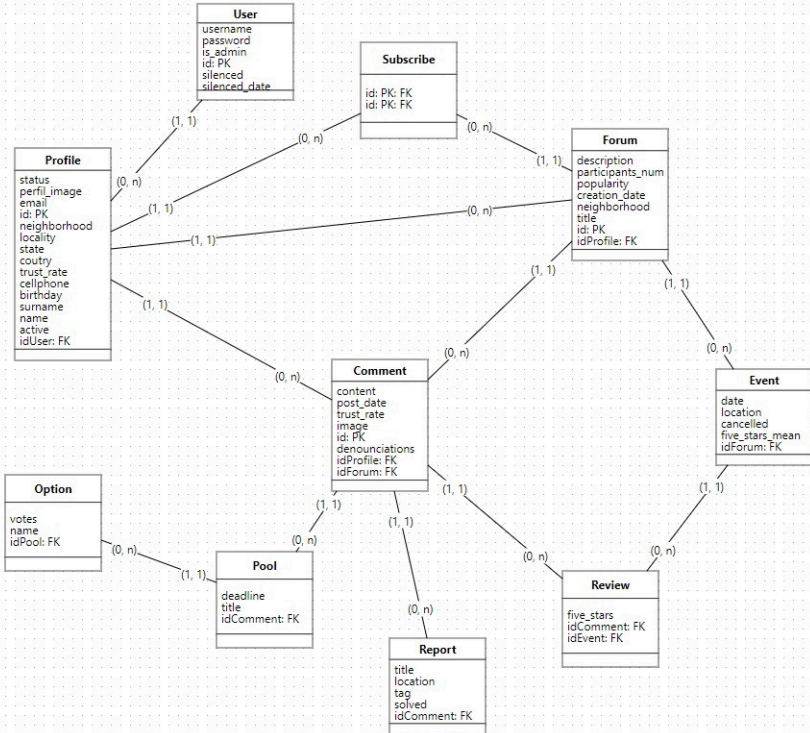 User
username
password
is_admin
id: PK
silenced
silenced_date
Subscribe
id: PK: FK
id: PK: FK
(1, 1)
(0, n)
(0, n)
(0, n)
(1, 1)
Forum
description
participants_num
popularity
creation_date
neighborhood
title
id: PK
idProfile: FK
Profile
status
perfil_image
email
id: PK
neighborhood
locality
state
coutry
trust_rate
cellphone
birthday
surname
name
active
idUser: FK
(1, 1)
(0, n)
(1, 1)
(1, 1)
(1, 1)
(1, 1)
(0, n)
(0, n)
(0, n)
Comment
content
post_date
trust_rate
image
id: PK
denounciations
idProfile: FK
idForum: FK
Event
date
location
cancelled
five_stars_mean
idForum: FK
Option
votes
name
idPool: FK
(1, 1)
(1, 1)
(1, 1)
(1, 1)
(0, n)
(0, n)
(0, n)
(0, n)
(1, 1)
Pool
deadline
title
idComment: FK
Review
five_stars
idComment: FK
idEvent: FK
(0, n)
Report
title
location
tag
solved
idComment: FK